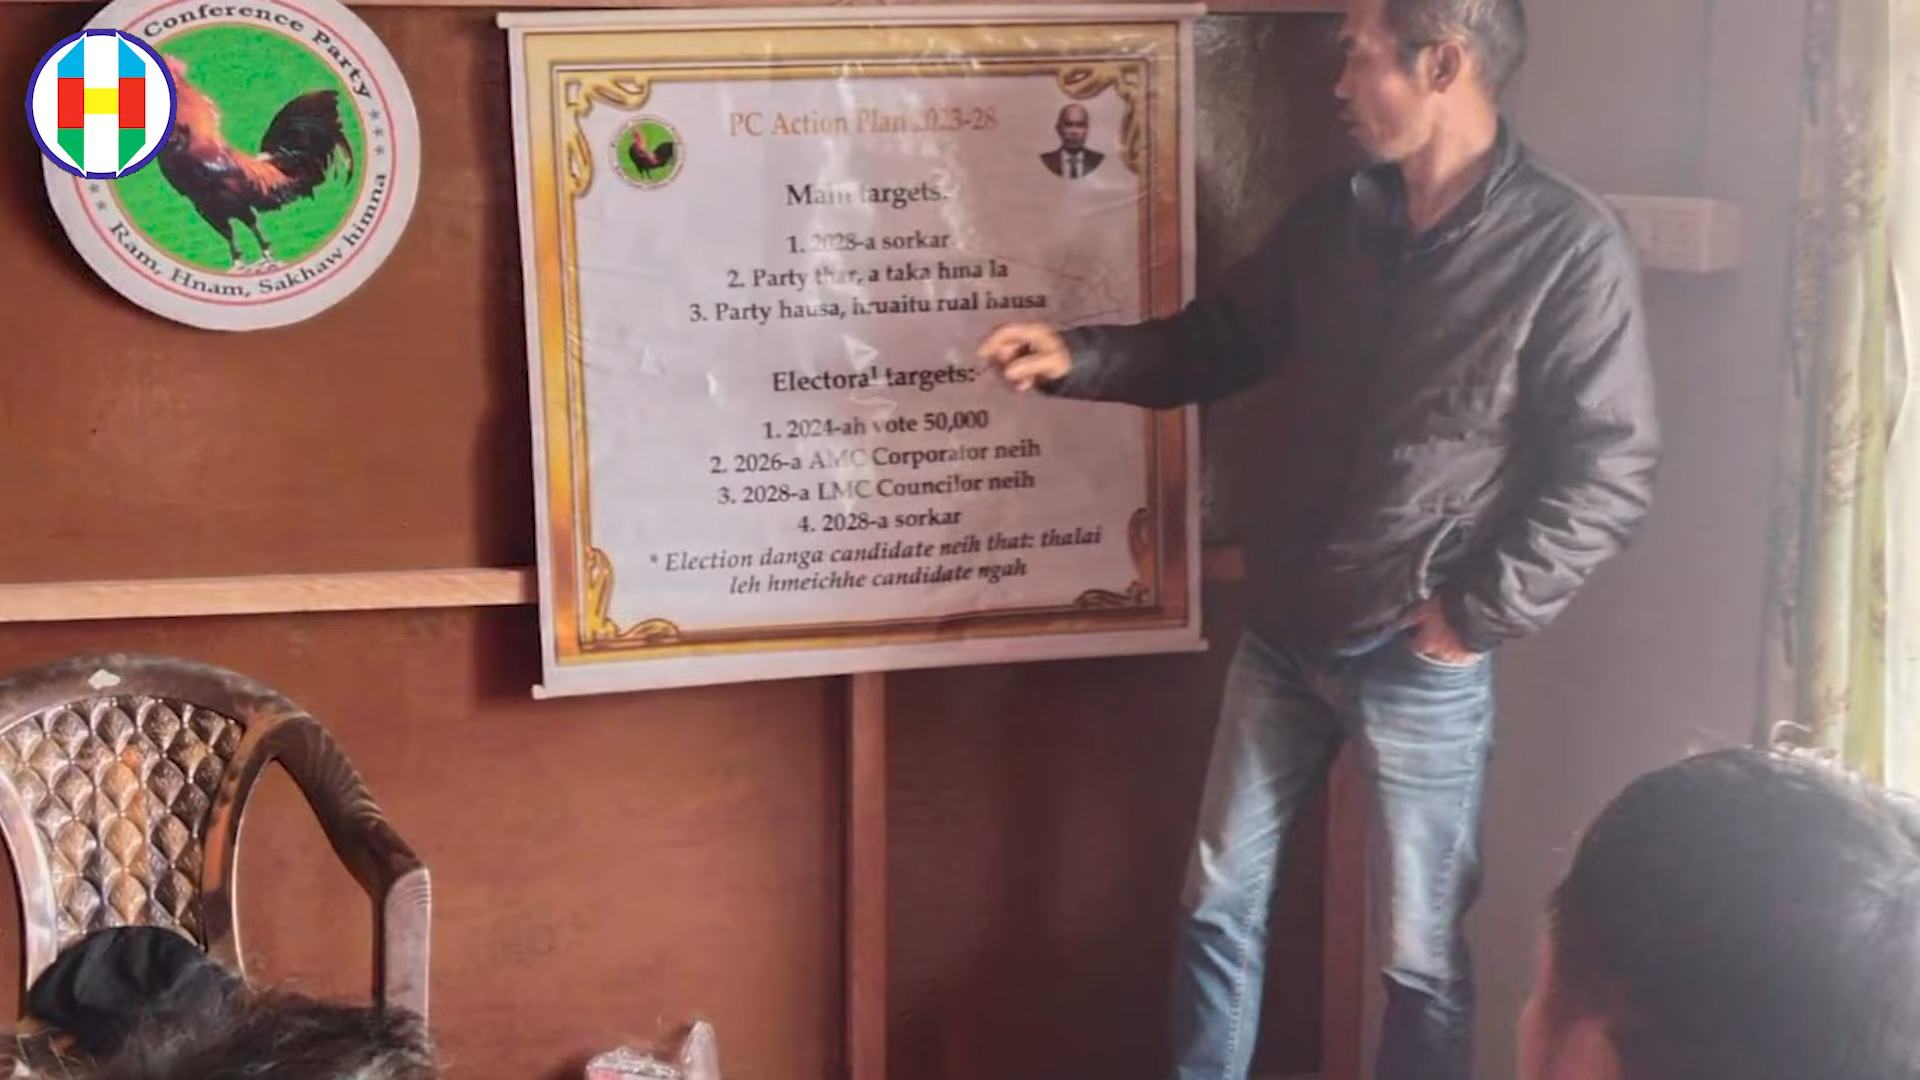 Conference Party
Ram, Hnam, Sakhaw himna
H
PC Action Plan 2023-28
Main targets:
1. 2028-a sorkar
2. Party thar, a taka hma la
3. Party hausa, hruaitu rual hausa
Electoral targets:-
1. 2024-ah vote 50,000
2. 2026-a AMC Corporator neih
3. 2028-a LMC Councilor neih
4. 2028-a sorkar
* Election danga candidate neih that: thalai
leh hmeichhe candidate ngah